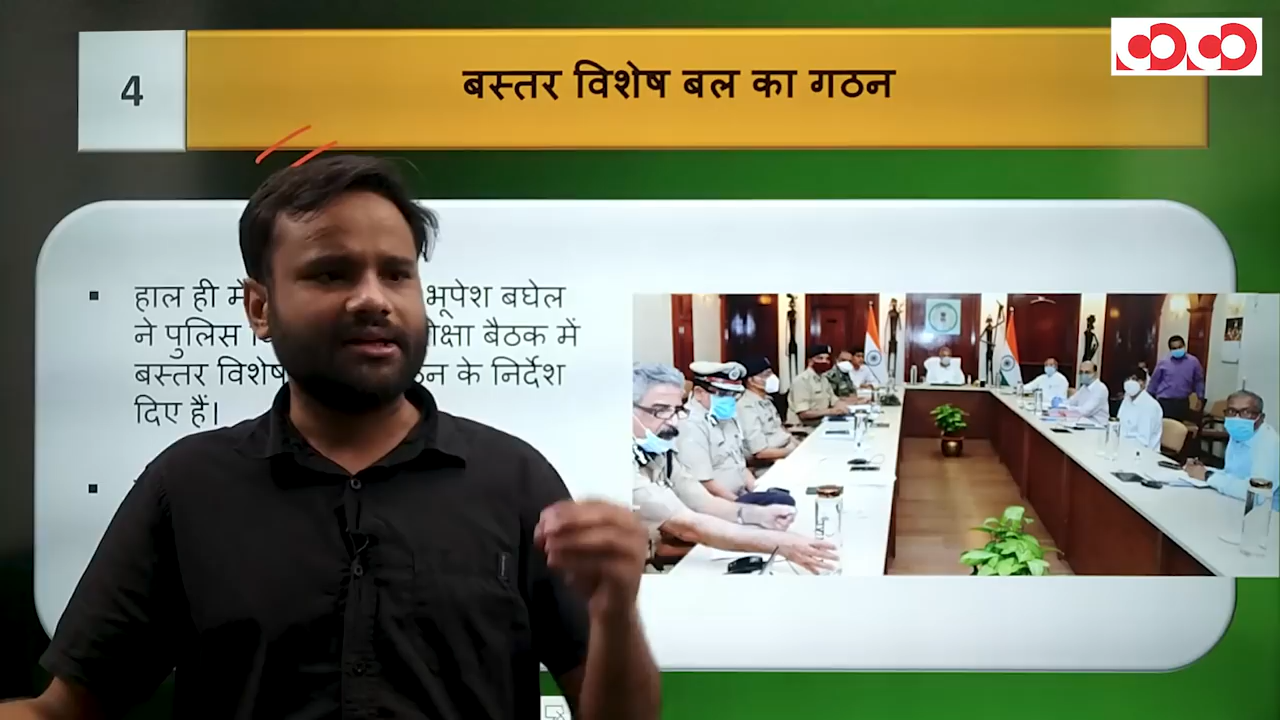 4
बस्तर विशेष बल का गठन
▪ हाल ही में भूपेश बघेल
ने पुलिस बैठक में
बस्तर विशेष के निर्देश
दिए हैं।